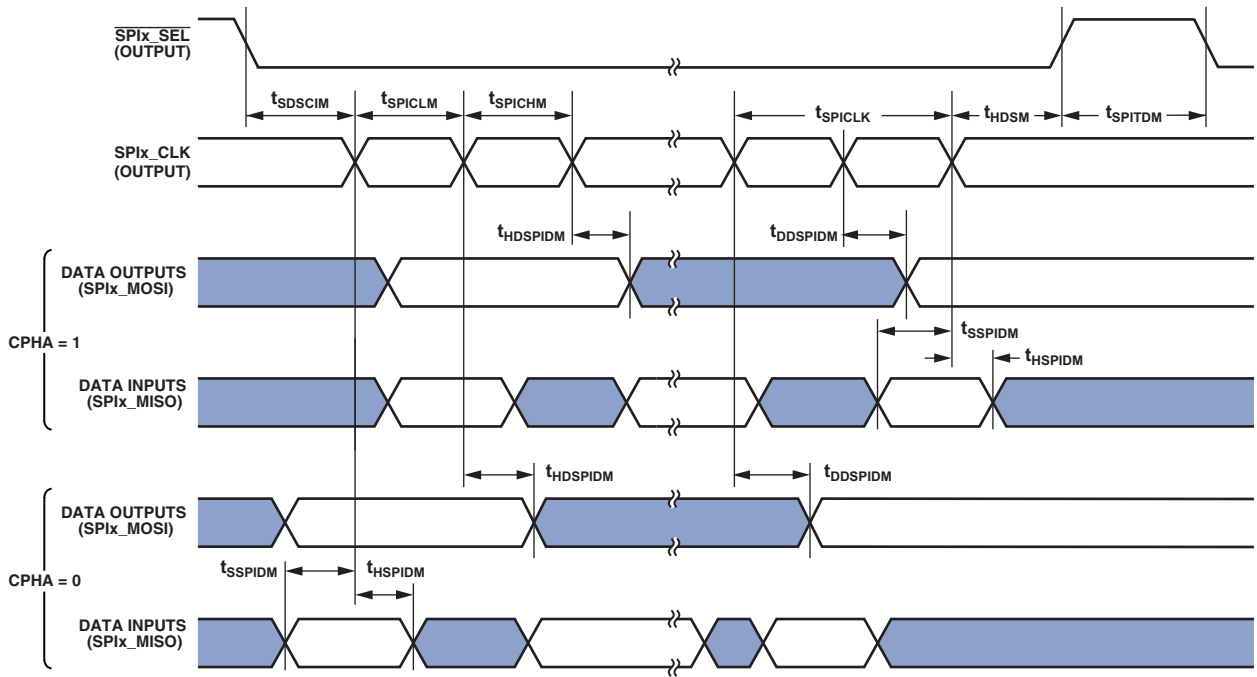 SPIx_SEL
(OUTPUT)
tSDSCIM
tSPICLM
tSPICHM
tSPICLK
tHDSM
tSPITDM
SPIx_CLK
(OUTPUT)
tHDSPIDM
tDDSPIDM
CPHA = 1
DATA OUTPUTS
(SPIx_MOSI)
tSSPIDM
tHSPIDM
DATA INPUTS
(SPIx_MISO)
tHDSPIDM
tDDSPIDM
CPHA = 0
DATA OUTPUTS
(SPIx_MOSI)
tSSPIDM
tHSPIDM
DATA INPUTS
(SPIx_MISO)